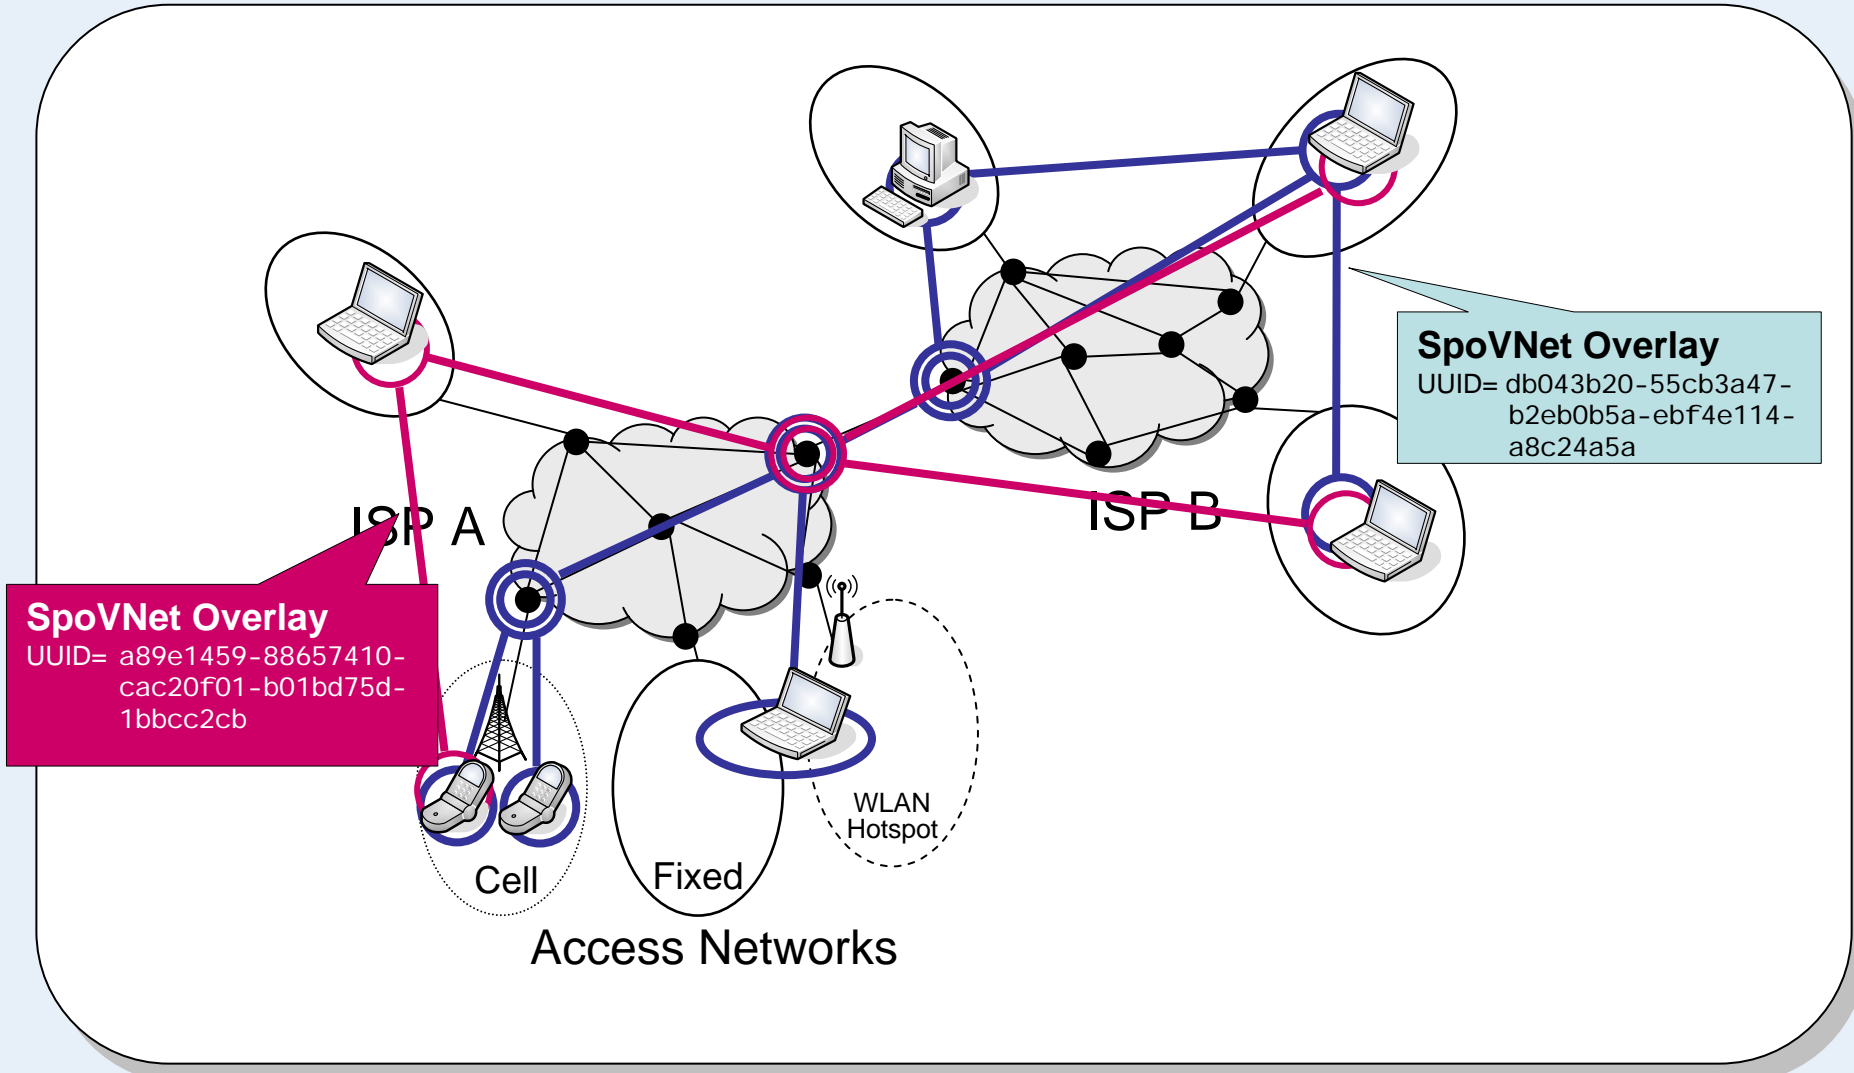 SpoVNet Overlay
UUID= db043b20-55cb3a47-
b2eb0b5a-ebf4e114-
a8c24a5a
ISP A
ISP B
SpoVNet Overlay
UUID= a89e1459-88657410-
cac20f01-b01bd75d-
1bbcc2cb
WLAN
Hotspot
Cell
Fixed
Access Networks